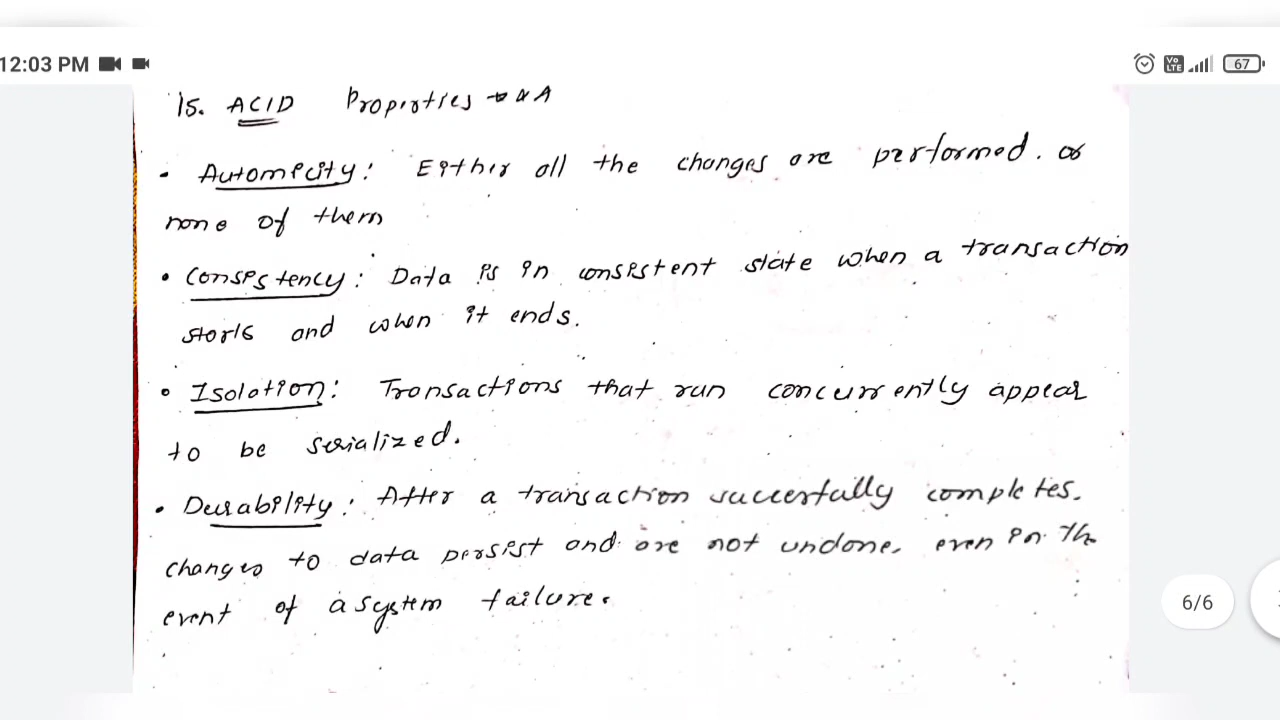 12:03 PM
Vo LTE 67
15. ACID Properties
• Automicity: Either all the changes are performed. or
none of them
• Consistency: Data is in consistent state when a transaction
starts and when it ends.
• Isolation: Transactions that run concurrently appear
to be serialized.
• Durability: After a transaction successfully completes.
changes to data persist and are not undone, even in the
event of a system failure.
6/6